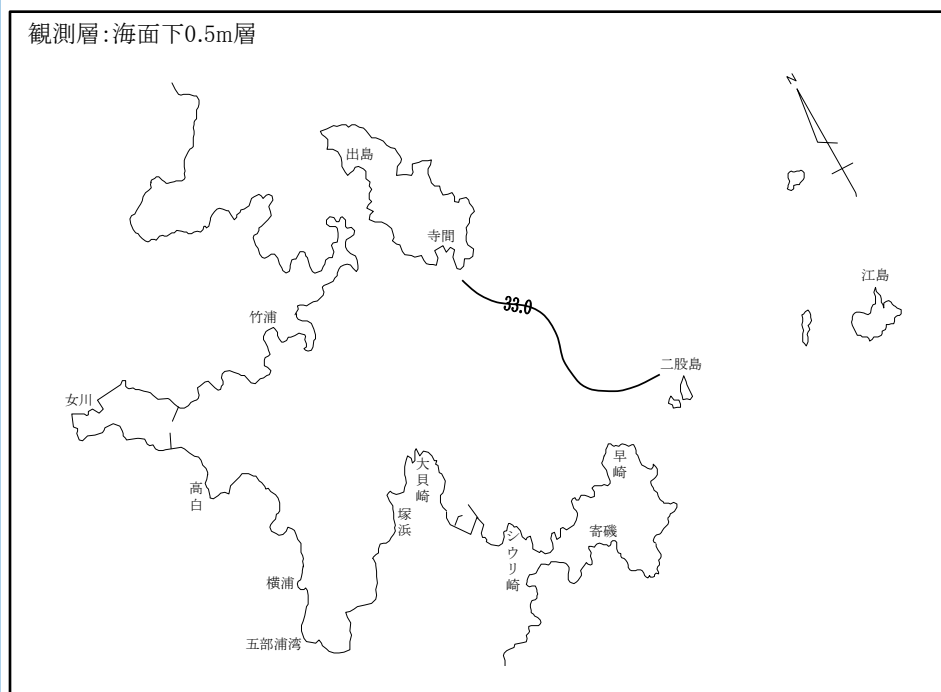 観測層:海面下0.5m層
N
出島
寺間
33.0
江島
竹浦
二股島
女川
大貝崎
早崎
高白
塚浜
寄磯
シウリ崎
横浦
五部浦湾